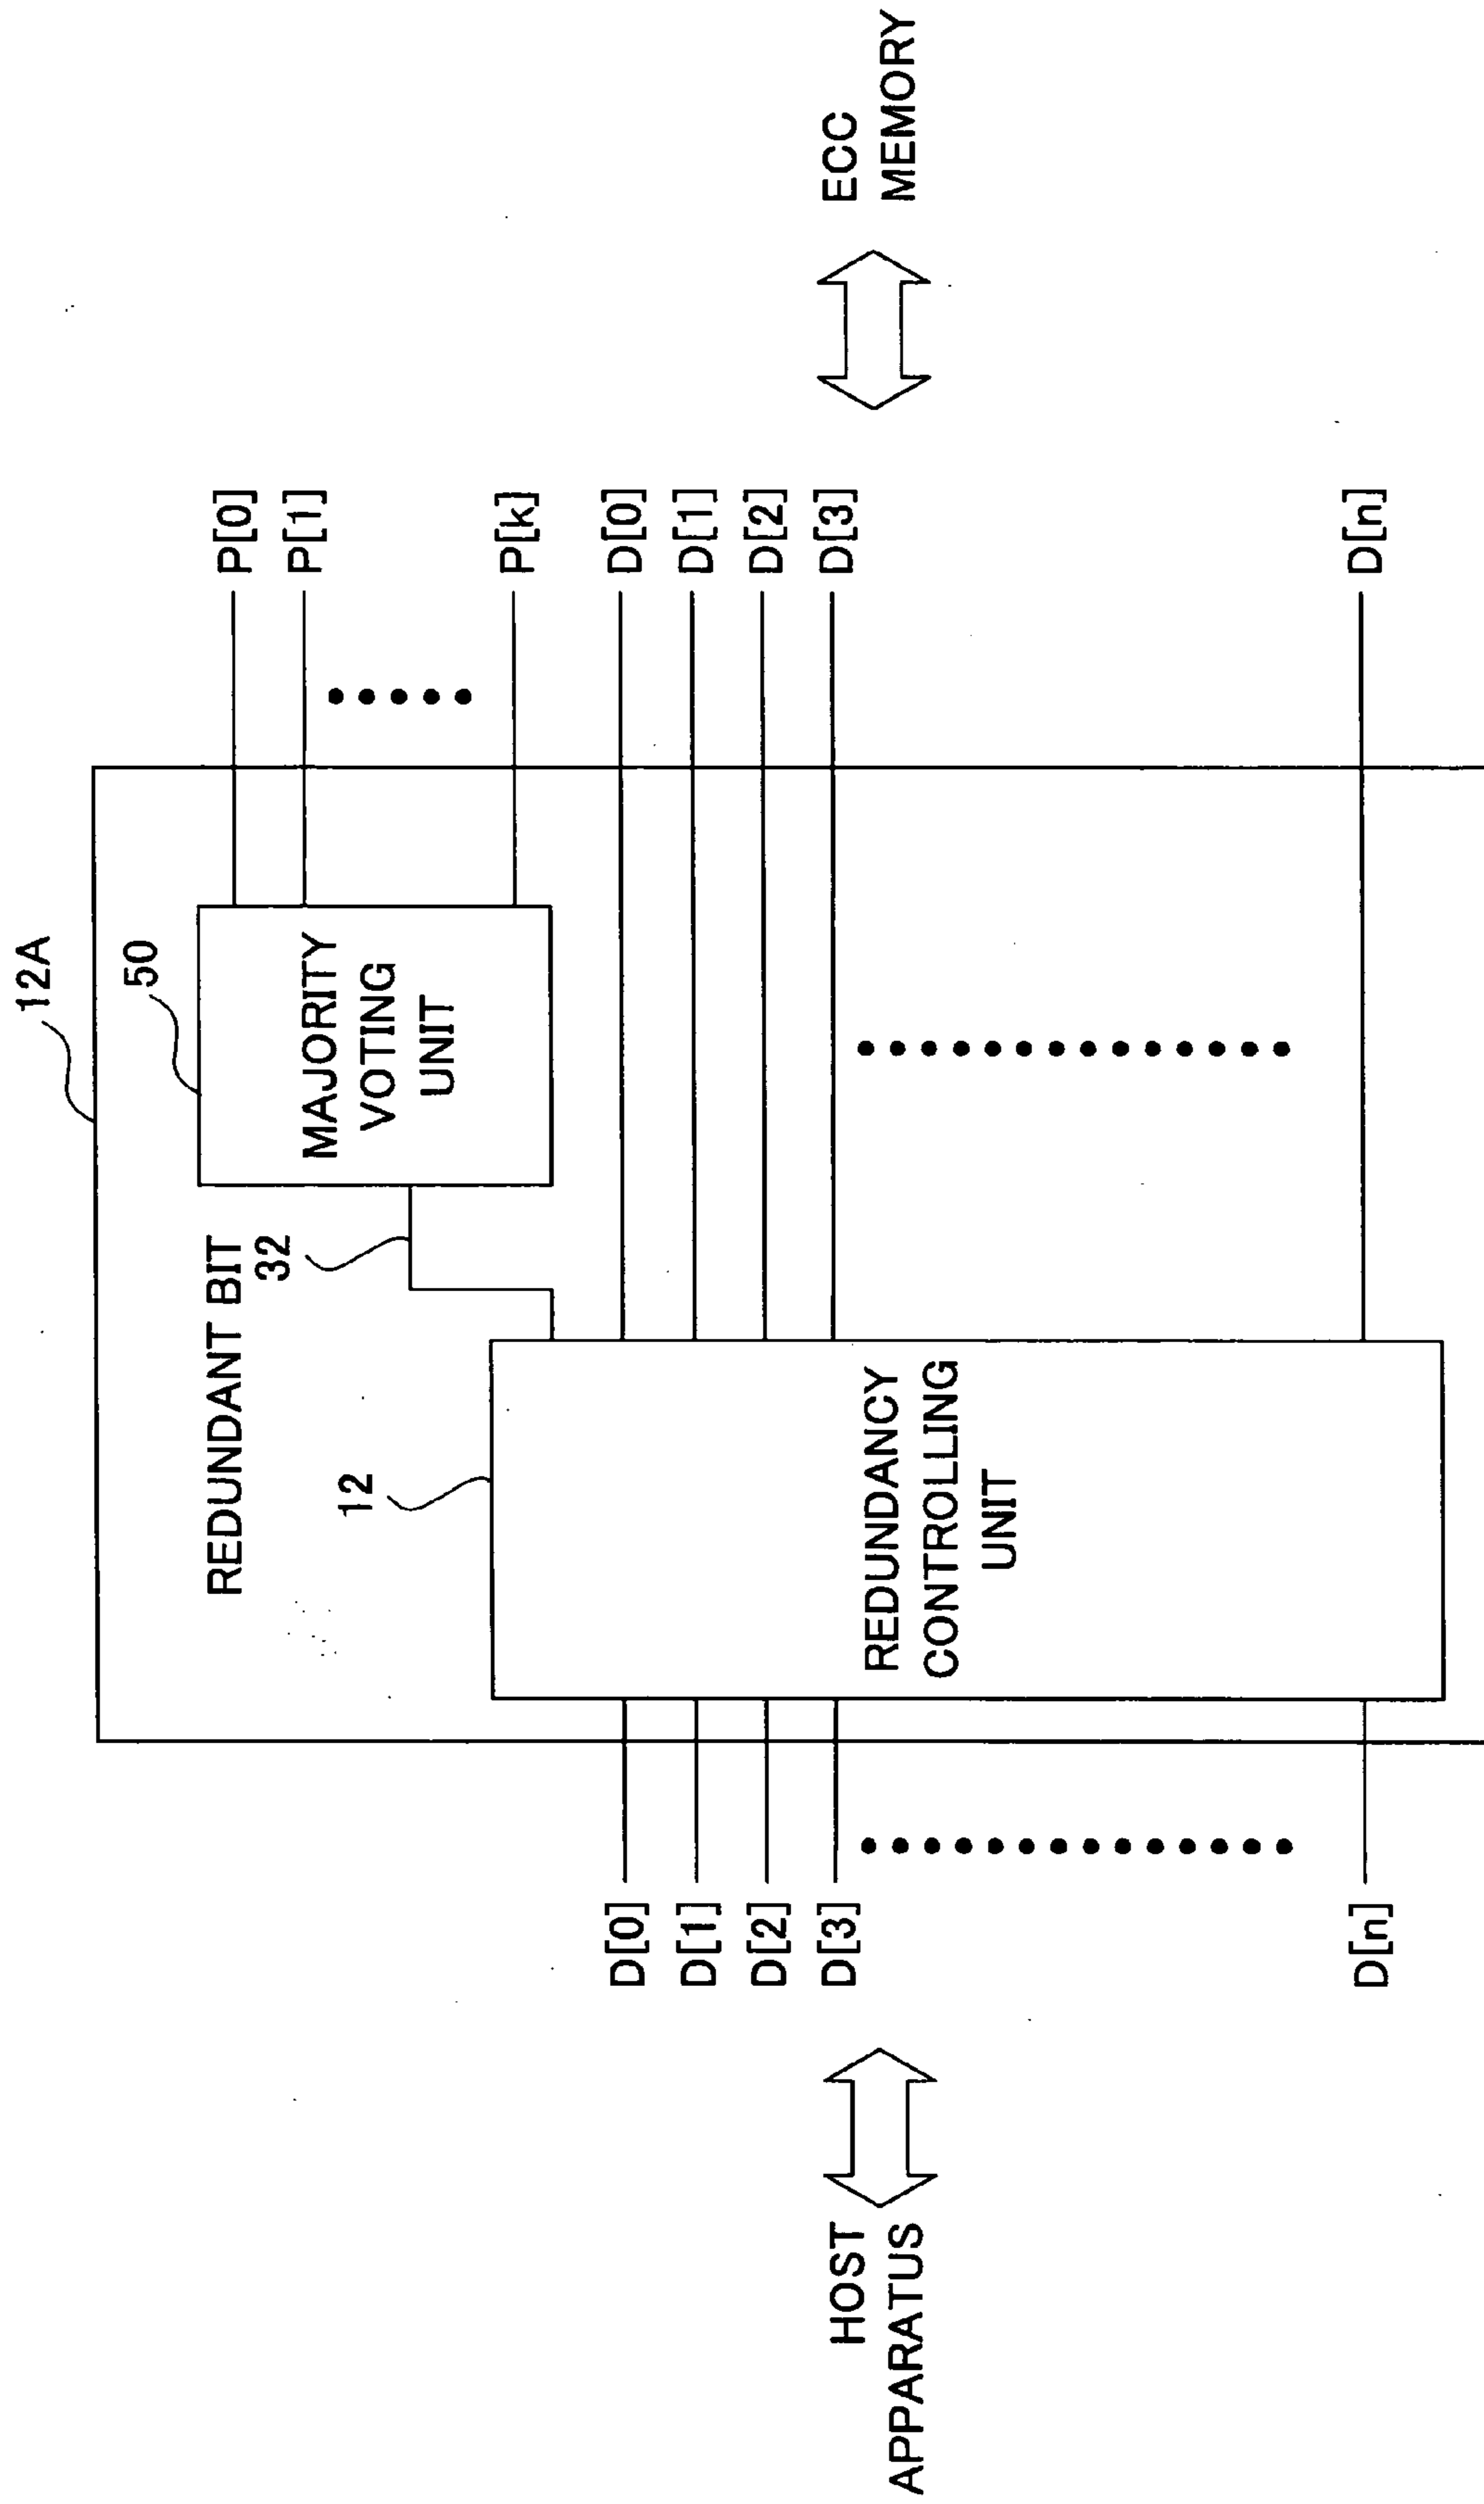 12A
50
MAJORITY
VOTING
UNIT
REDUNDANT BIT
32
12
REDUNDANCY
CONTROLLING
UNIT
HOST
APPARATUS
D[0]
D[1]
D[2]
D[3]
D[n]
P[0]
P[1]
P[k]
D[0]
D[1]
D[2]
D[3]
D[n]
ECC
MEMORY